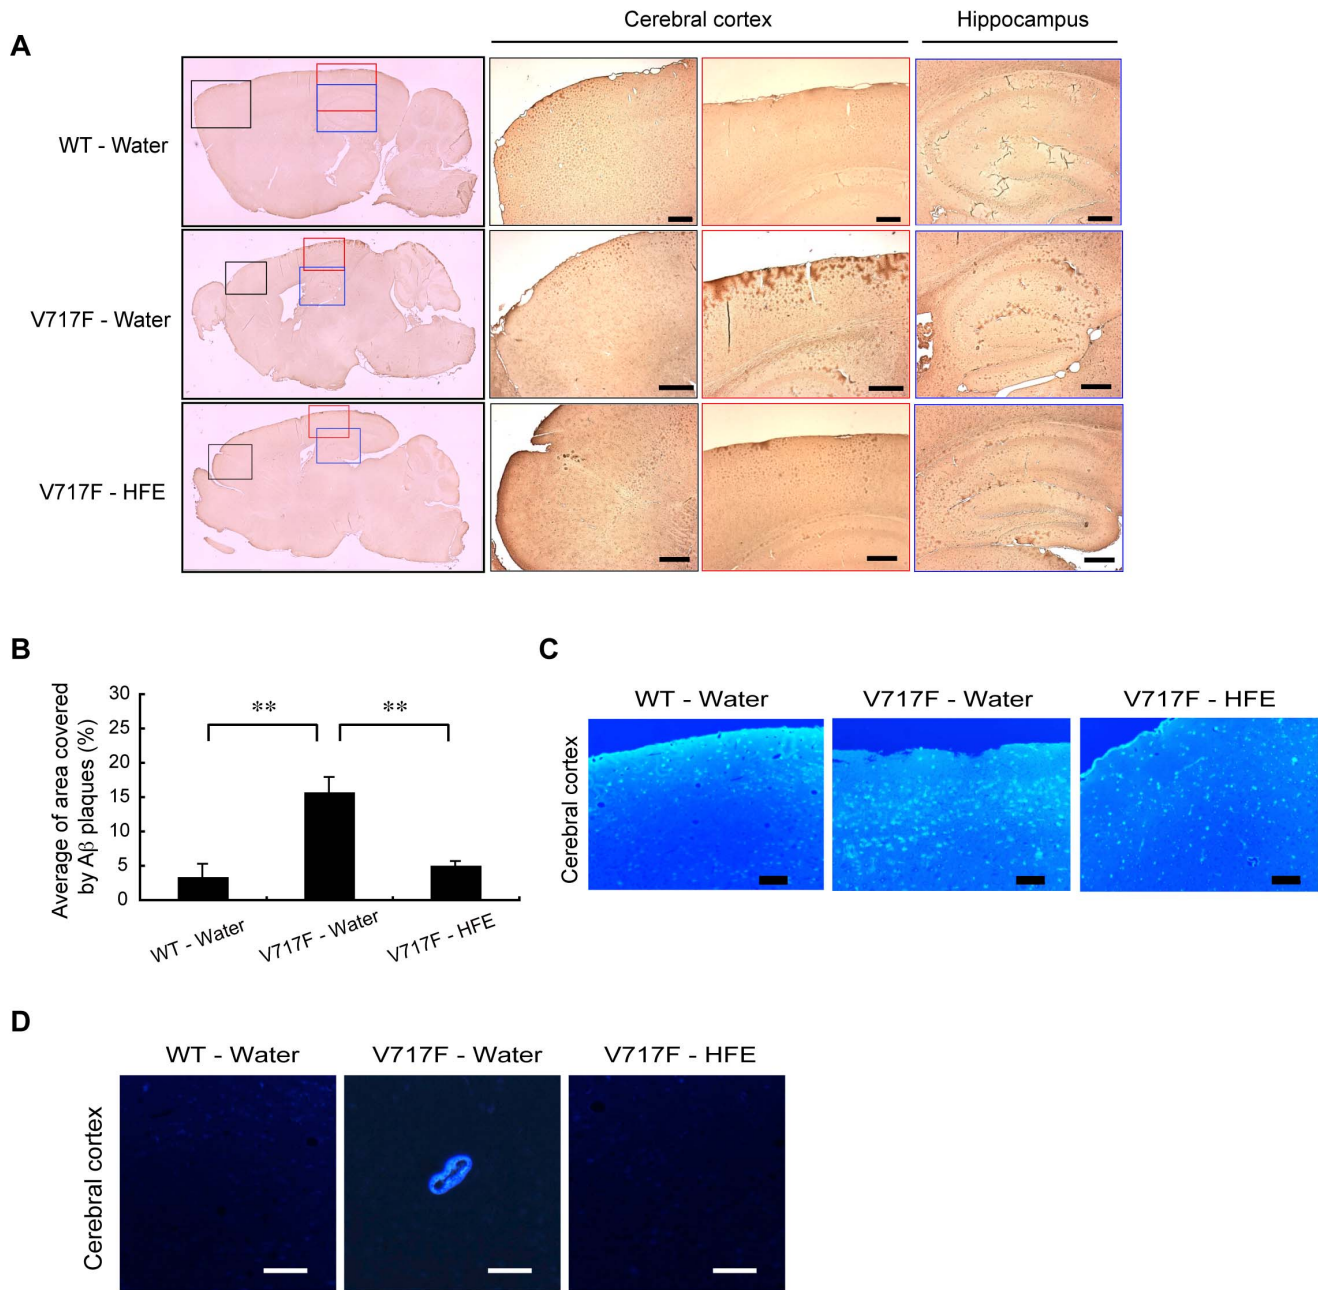 A
Cerebral cortex
Hippocampus
WT - Water
V717F - Water
V717F - HFE
B
Average of area covered
by Aβ plaques (%)
30
25
20
15
10
5
0
**
**
WT - Water
V717F - Water
V717F - HFE
C
WT - Water
V717F - Water
V717F - HFE
Cerebral cortex
D
WT - Water
V717F - Water
V717F - HFE
Cerebral cortex